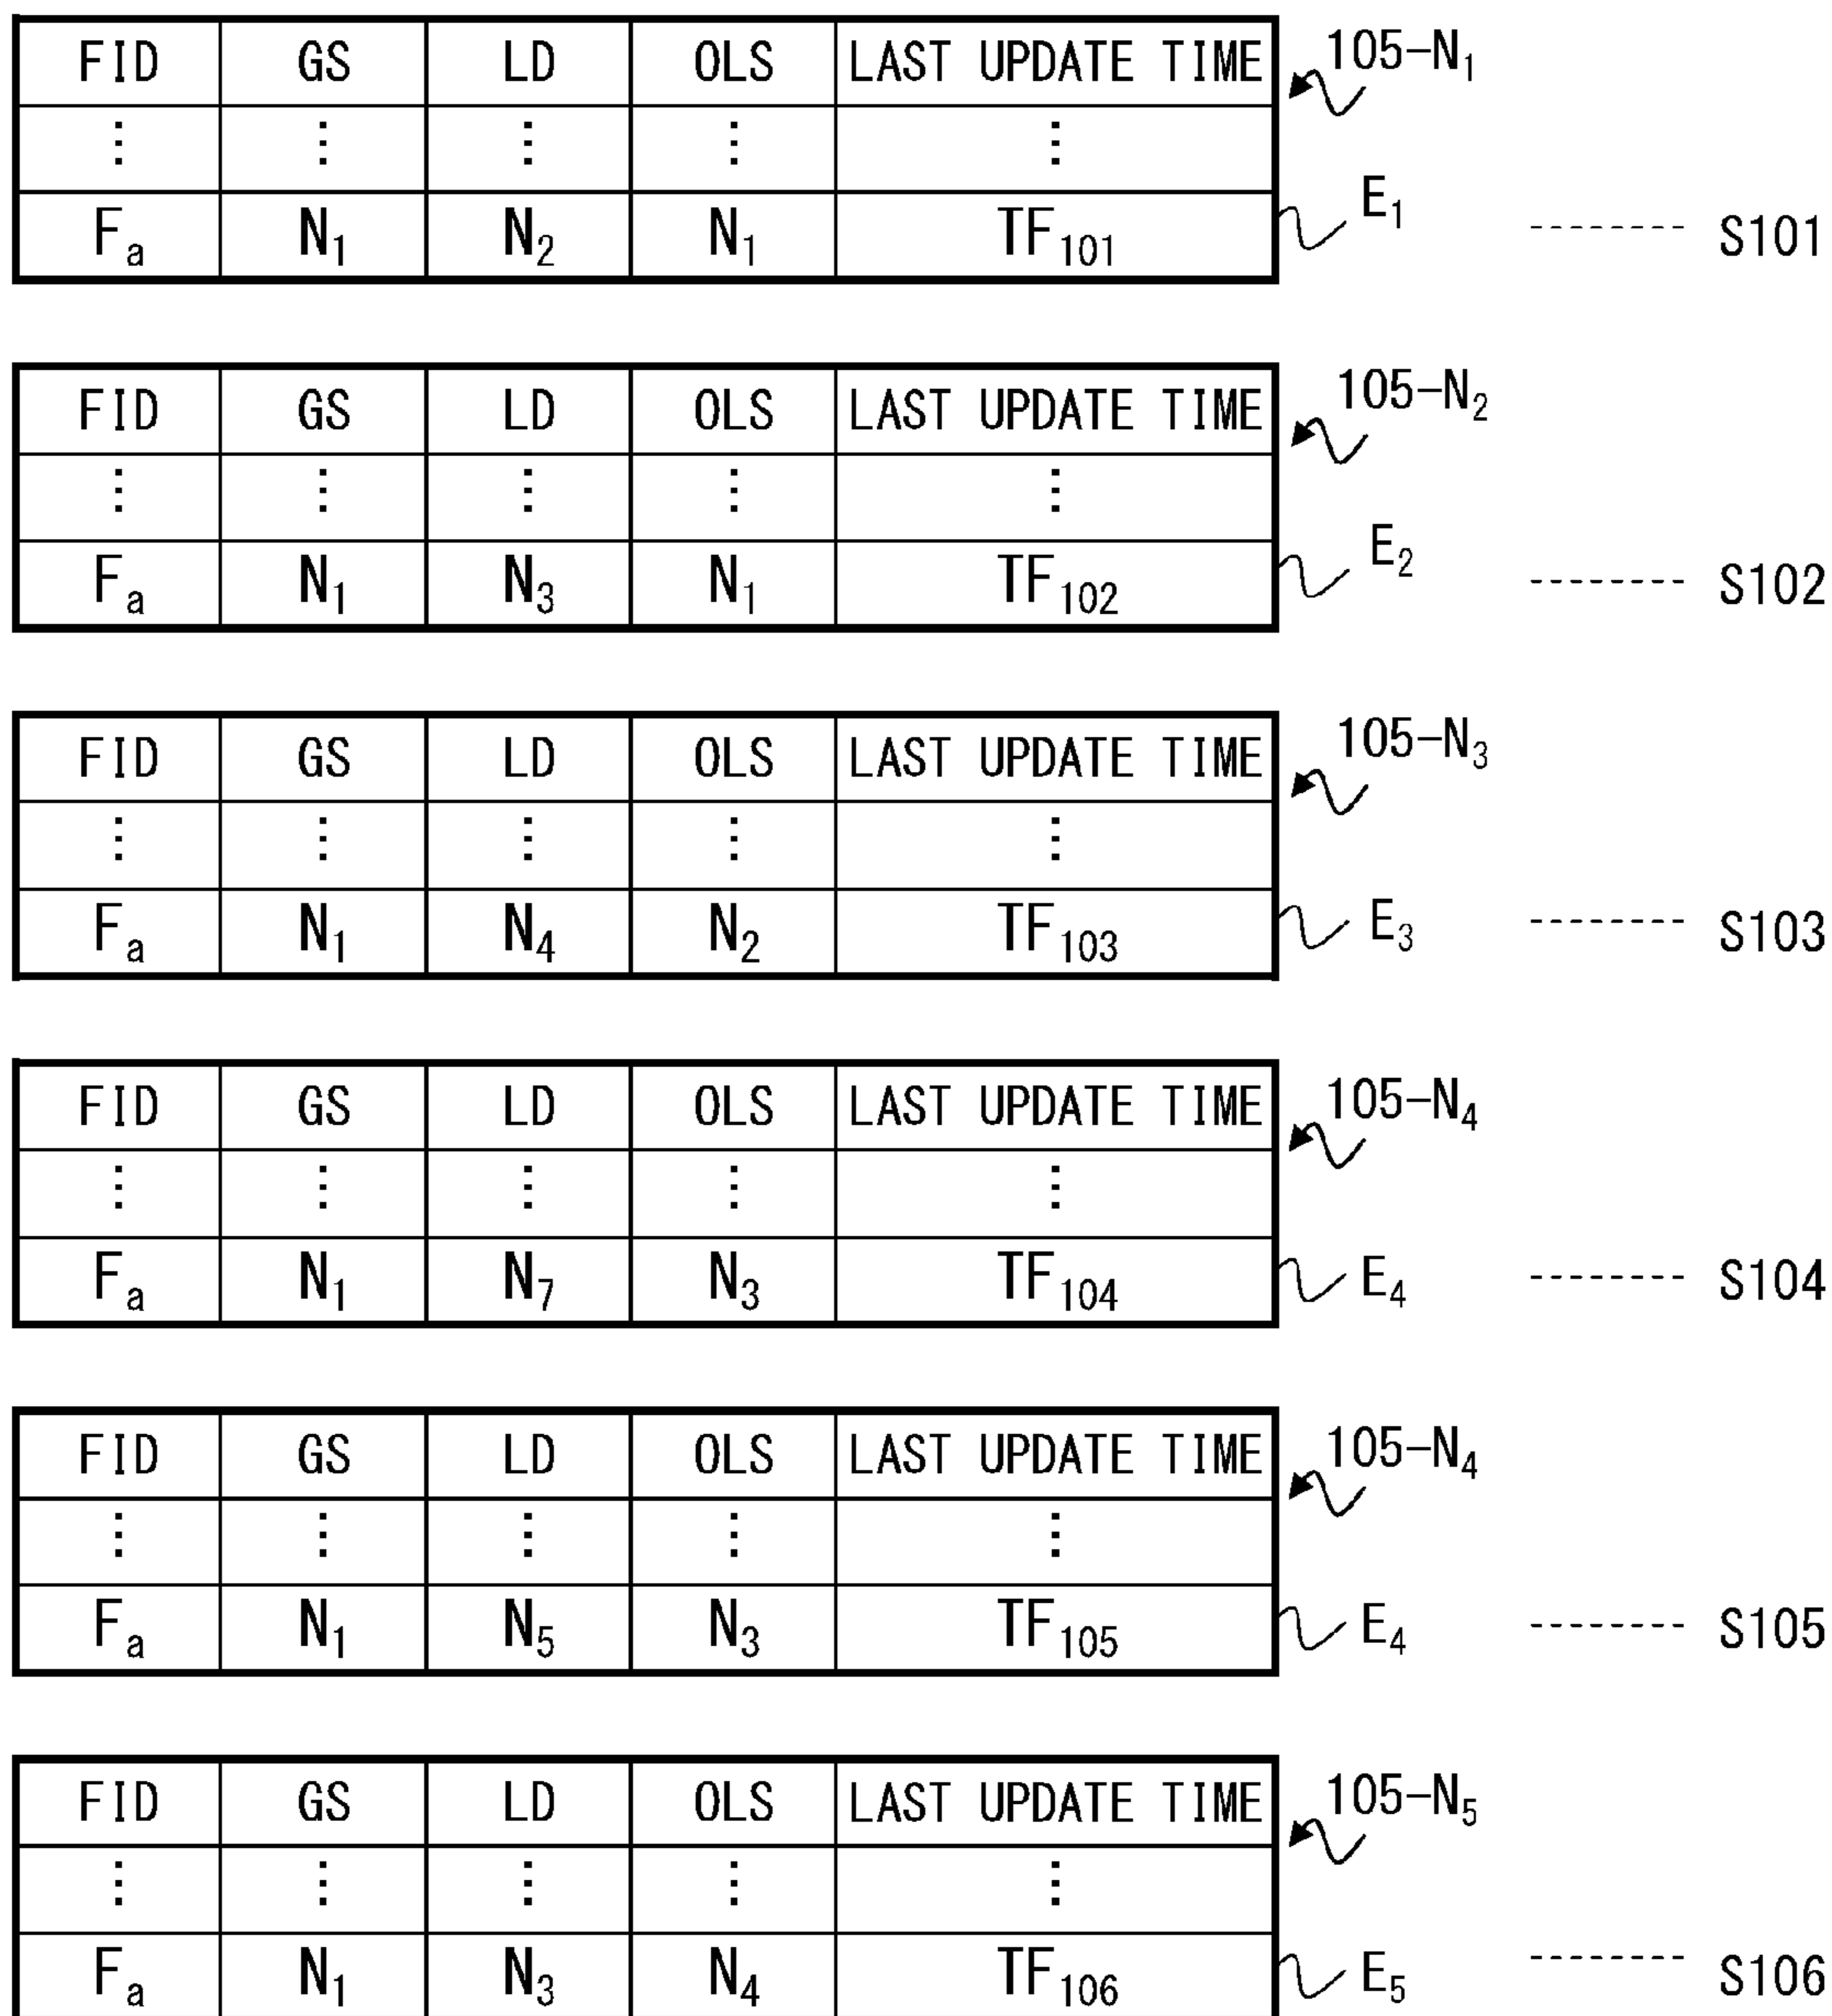 FID GS LD OLS LAST UPDATE TIME 105-N₁
⋮ ⋮ ⋮ ⋮ ⋮
Fₐ N₁ N₂ N₁ TF₁₀₁ E₁ -------- S101
FID GS LD OLS LAST UPDATE TIME 105-N₂
⋮ ⋮ ⋮ ⋮ ⋮
Fₐ N₁ N₃ N₁ TF₁₀₂ E₂ -------- S102
FID GS LD OLS LAST UPDATE TIME 105-N₃
⋮ ⋮ ⋮ ⋮ ⋮
Fₐ N₁ N₄ N₂ TF₁₀₃ E₃ -------- S103
FID GS LD OLS LAST UPDATE TIME 105-N₄
⋮ ⋮ ⋮ ⋮ ⋮
Fₐ N₁ N₇ N₃ TF₁₀₄ E₄ -------- S104
FID GS LD OLS LAST UPDATE TIME 105-N₄
⋮ ⋮ ⋮ ⋮ ⋮
Fₐ N₁ N₅ N₃ TF₁₀₅ E₄ -------- S105
FID GS LD OLS LAST UPDATE TIME 105-N₅
⋮ ⋮ ⋮ ⋮ ⋮
Fₐ N₁ N₃ N₄ TF₁₀₆ E₅ -------- S106